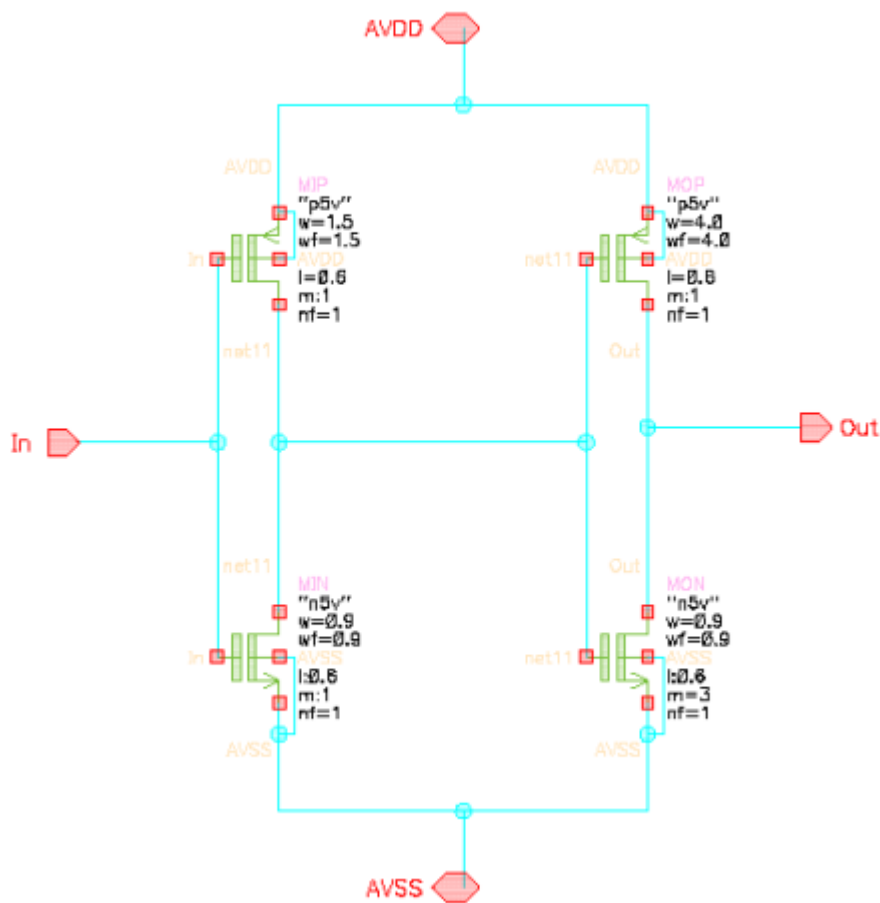 AVDD
AVDD
MIP
"p5v"
w=1.5
wf=1.5
In
AVDD
l=0.6
m:1
nf=1
net11
AVDD
MOP
"p5v"
w=4.0
wf=4.0
net11
AVDD
l=0.6
m:1
nf=1
Out
In
Out
net11
MIN
"n5v"
w=0.9
wf=0.9
In
AVSS
l:0.6
m:1
nf=1
AVSS
Out
MON
"n5v"
w=0.9
wf=0.9
net11
AVSS
l:0.6
m=3
nf=1
AVSS
AVSS